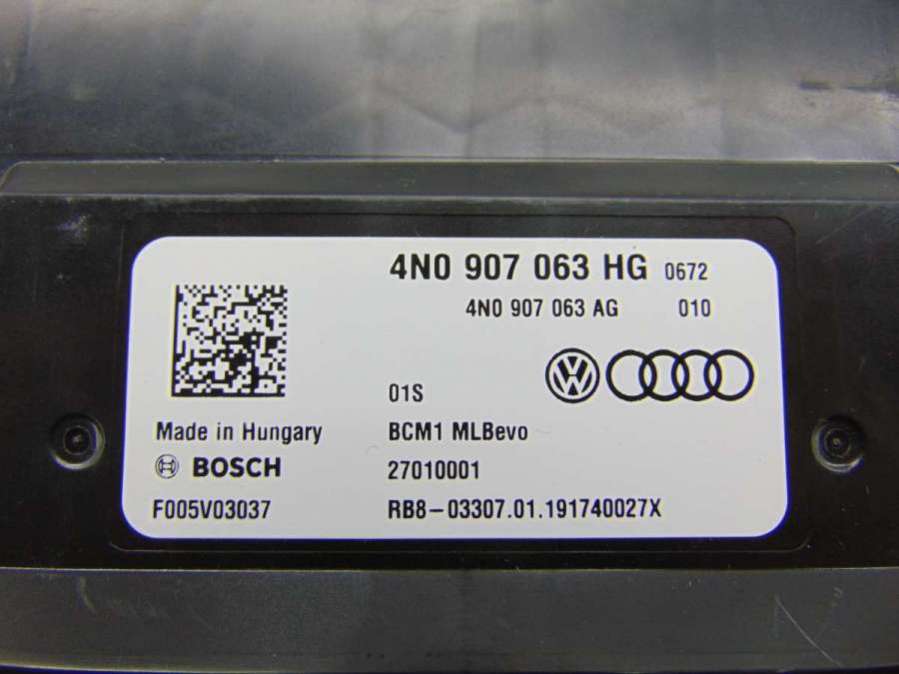 4N0 907 063 HG 0672
4N0 907 063 AG 010
01S
Made in Hungary BCM1 MLBevo
BOSCH 27010001
F005V03037 RB8-03307.01.191740027X